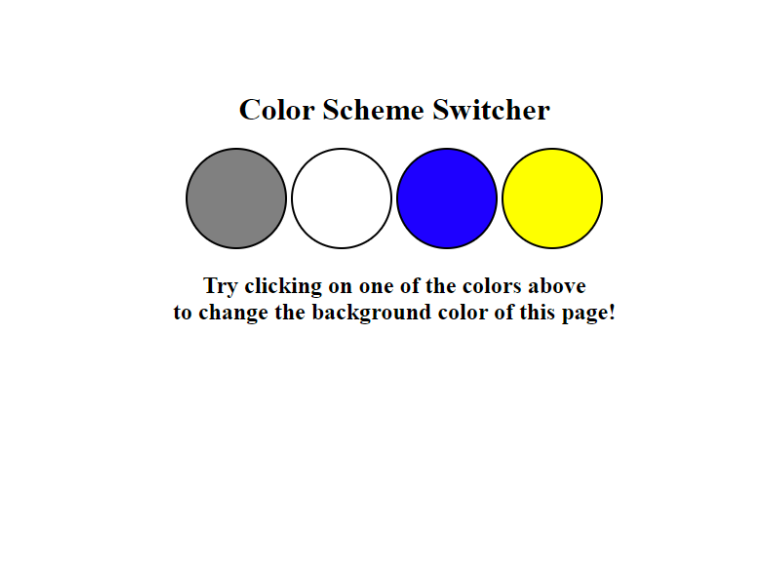 Color Scheme Switcher
Try clicking on one of the colors above
to change the background color of this page!